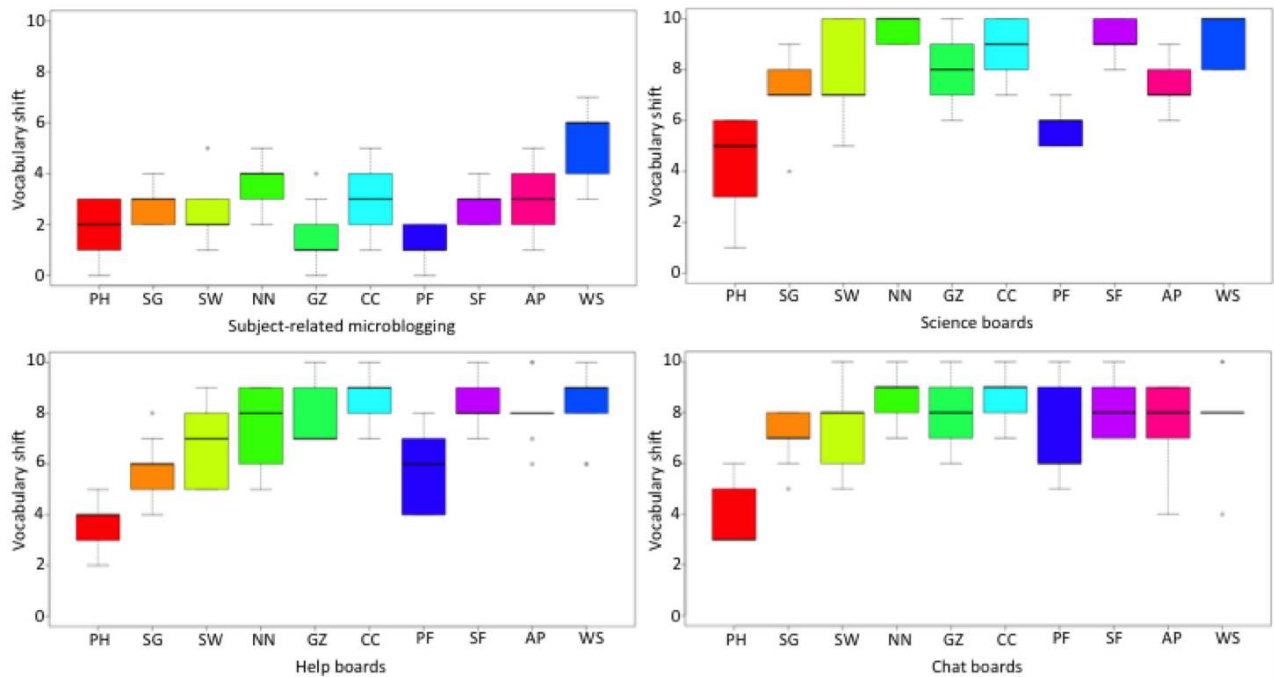 Vocabulary shift
10
8
6
4
2
0
PH SG SW NN GZ CC PF SF AP WS
Subject-related microblogging
Vocabulary shift
10
8
6
4
2
0
PH SG SW NN GZ CC PF SF AP WS
Science boards
Vocabulary shift
10
8
6
4
2
0
PH SG SW NN GZ CC PF SF AP WS
Help boards
Vocabulary shift
10
8
6
4
2
0
PH SG SW NN GZ CC PF SF AP WS
Chat boards